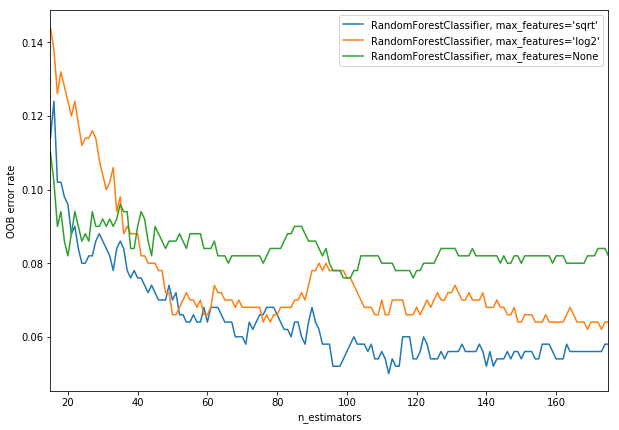 RandomForestClassifier, max_features='sqrt'
RandomForestClassifier, max_features='log2'
RandomForestClassifier, max_features=None
0.14
0.12
0.10
0.08
0.06
OOB error rate
20 40 60 80 100 120 140 160
n_estimators